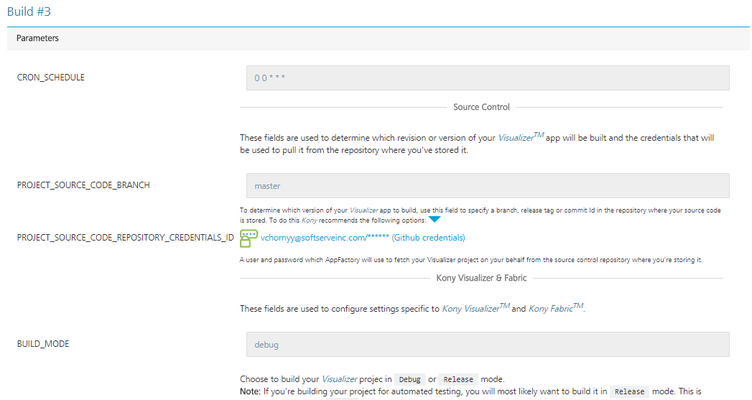 Build #3
Parameters
CRON_SCHEDULE
0 0 * * *
Source Control
These fields are used to determine which revision or version of your Visualizer™ app will be built and the credentials that will
be used to pull it from the repository where you've stored it.
PROJECT_SOURCE_CODE_BRANCH
master
To determine which version of your Visualizer app to build, use this field to specify a branch, release tag or commit Id in the repository where your source code
is stored. To do this Kony recommends the following options:
PROJECT_SOURCE_CODE_REPOSITORY_CREDENTIALS_ID
vchornyy@softserveinc.com/****** (Github credentials)
A user and password which AppFactory will use to fetch your Visualizer project on your behalf from the source control repository where you're storing it.
Kony Visualizer & Fabric
These fields are used to configure settings specific to Kony Visualizer™ and Kony Fabric™.
BUILD_MODE
debug
Choose to build your Visualizer projec in Debug or Release mode.
Note: If you're building your project for automated testing, you will most likely want to build it in Release mode. This is